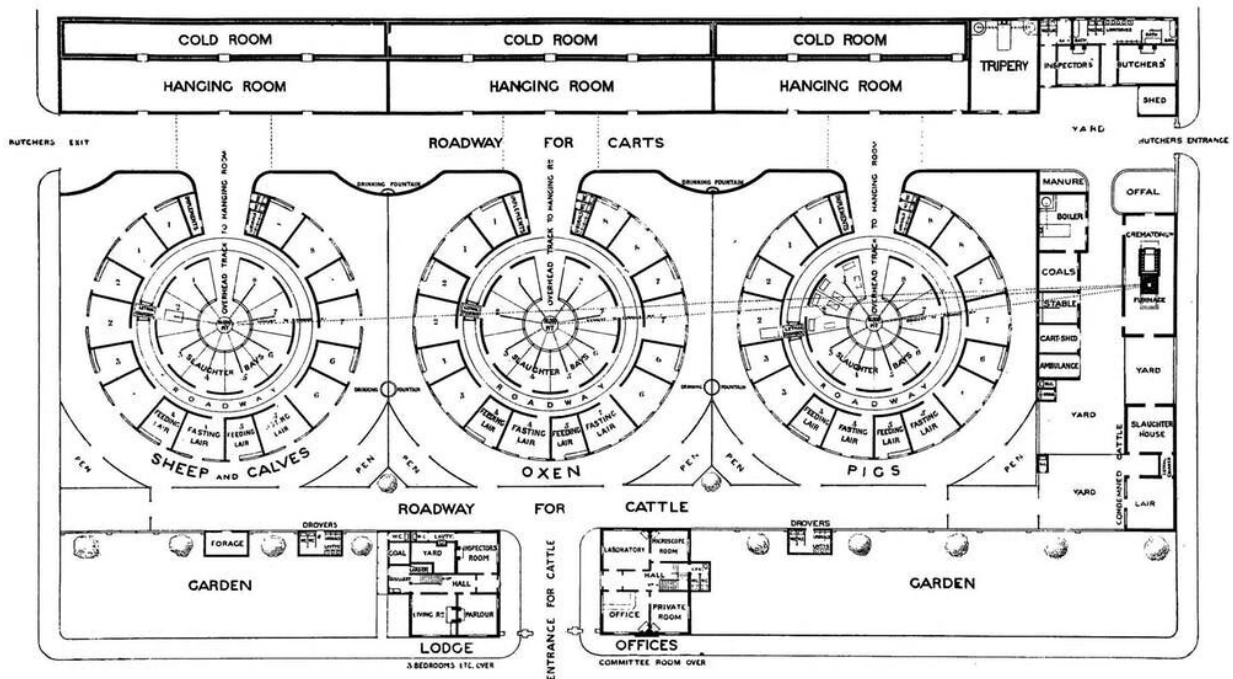 COLD ROOM
COLD ROOM
COLD ROOM
HANGING ROOM
HANGING ROOM
HANGING ROOM
TRIPERY
INSPECTORS'
BUTCHERS'
BATH
SHED
YARD
BUTCHERS EXIT
ROADWAY FOR CARTS
BUTCHERS ENTRANCE
DRINKING FOUNTAIN
DRINKING FOUNTAIN
OVERHEAD TRACK TO HANGING ROOM
OVERHEAD TRACK TO HANGING RM
OVERHEAD TRACK TO HANGING ROOM
MANURE
OFFAL
BOILER
CREMATORIUM
FURNACE
COALS
STABLE
CART-SHED
AMBULANCE
YARD
YARD
YARD
SLAUGHTER BAYS
SLAUGHTER BAYS
SLAUGHTER BAYS
ROADWAY
ROADWAY
ROADWAY
DRINKING FOUNTAIN
DRINKING FOUNTAIN
FEEDING LAIR
FASTING LAIR
FEEDING LAIR
FEEDING LAIR
FASTING LAIR
FEEDING LAIR
FASTING LAIR
FEEDING LAIR
FASTING LAIR
FEEDING LAIR
FASTING LAIR
SHEEP AND CALVES
OXEN
PIGS
PEN
PEN
PEN
PEN
PEN
PEN
SLAUGHTER HOUSE
CONDEMNED CATTLE
LAIR
ROADWAY FOR CATTLE
DROVERS
DROVERS
FORAGE
GARDEN
GARDEN
COAL
YARD
INSPECTORS ROOM
LARDER
SCULLERY
HALL
LIVING RM
PARLOUR
LODGE
3 BEDROOMS ETC. OVER
ENTRANCE FOR CATTLE
LABORATORY
MICROSCOPE ROOM
HALL
OFFICE
PRIVATE ROOM
OFFICES
COMMITTEE ROOM OVER